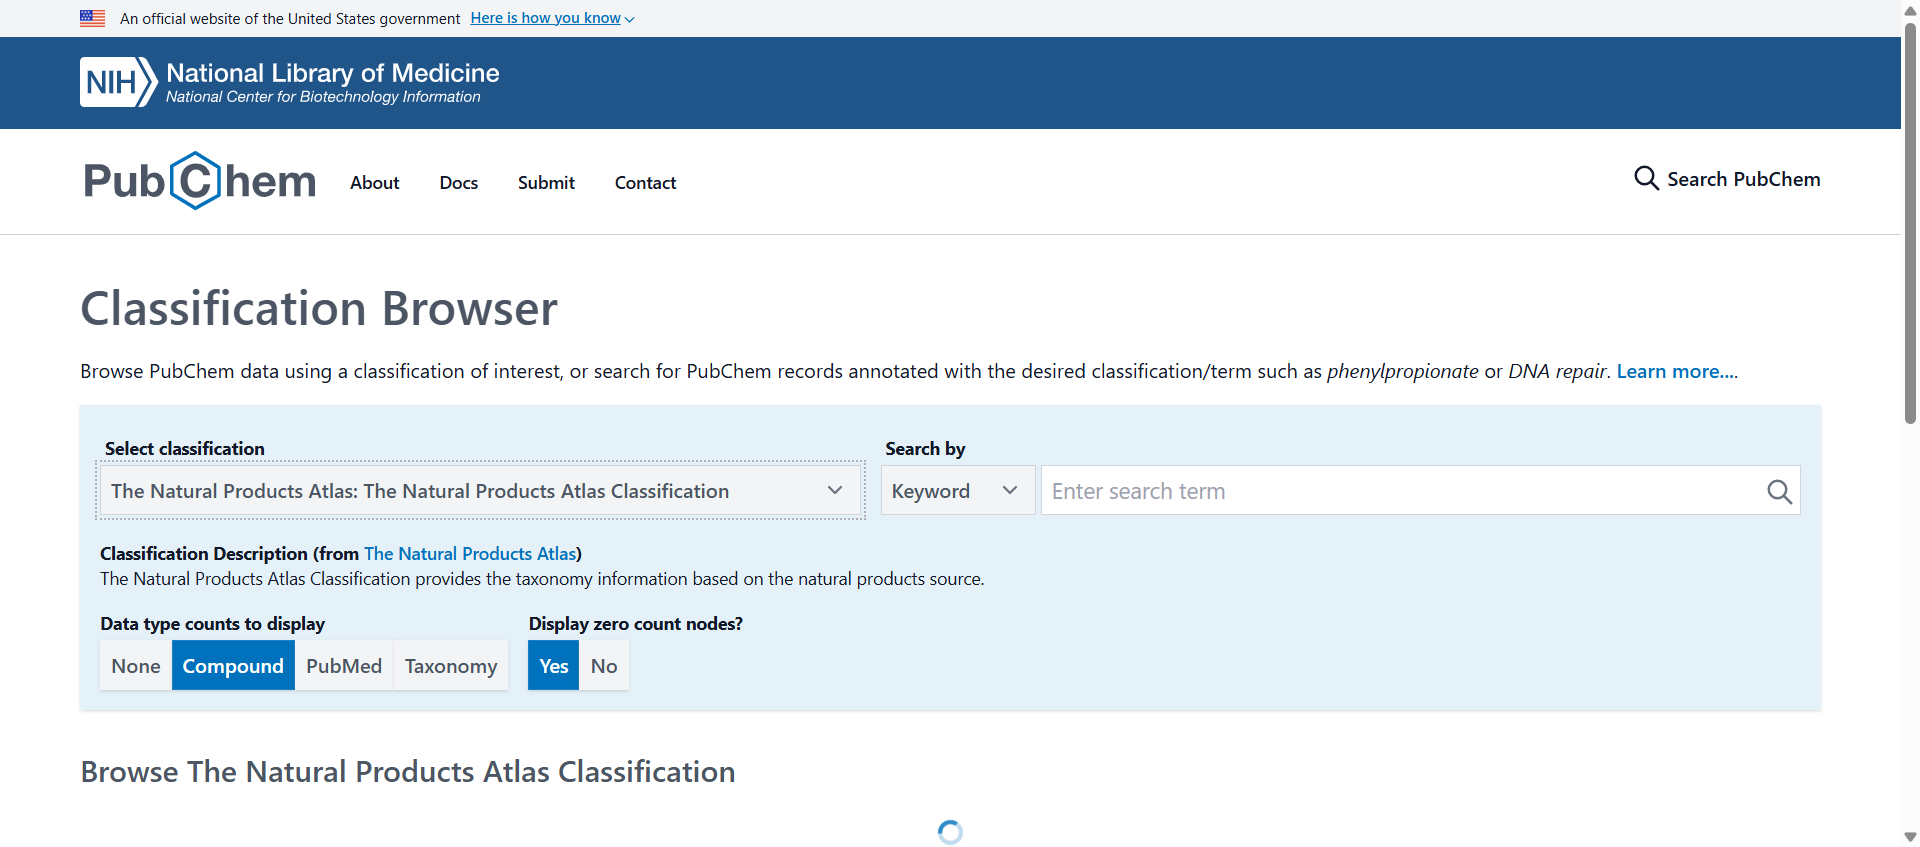 An official website of the United States government Here is how you know
NIH National Library of Medicine
National Center for Biotechnology Information
PubChem About Docs Submit Contact Search PubChem
Classification Browser
Browse PubChem data using a classification of interest, or search for PubChem records annotated with the desired classification/term such as phenylpropionate or DNA repair. Learn more....
Select classification Search by
The Natural Products Atlas: The Natural Products Atlas Classification Keyword Enter search term
Classification Description (from The Natural Products Atlas)
The Natural Products Atlas Classification provides the taxonomy information based on the natural products source.
Data type counts to display Display zero count nodes?
None Compound PubMed Taxonomy Yes No
Browse The Natural Products Atlas Classification